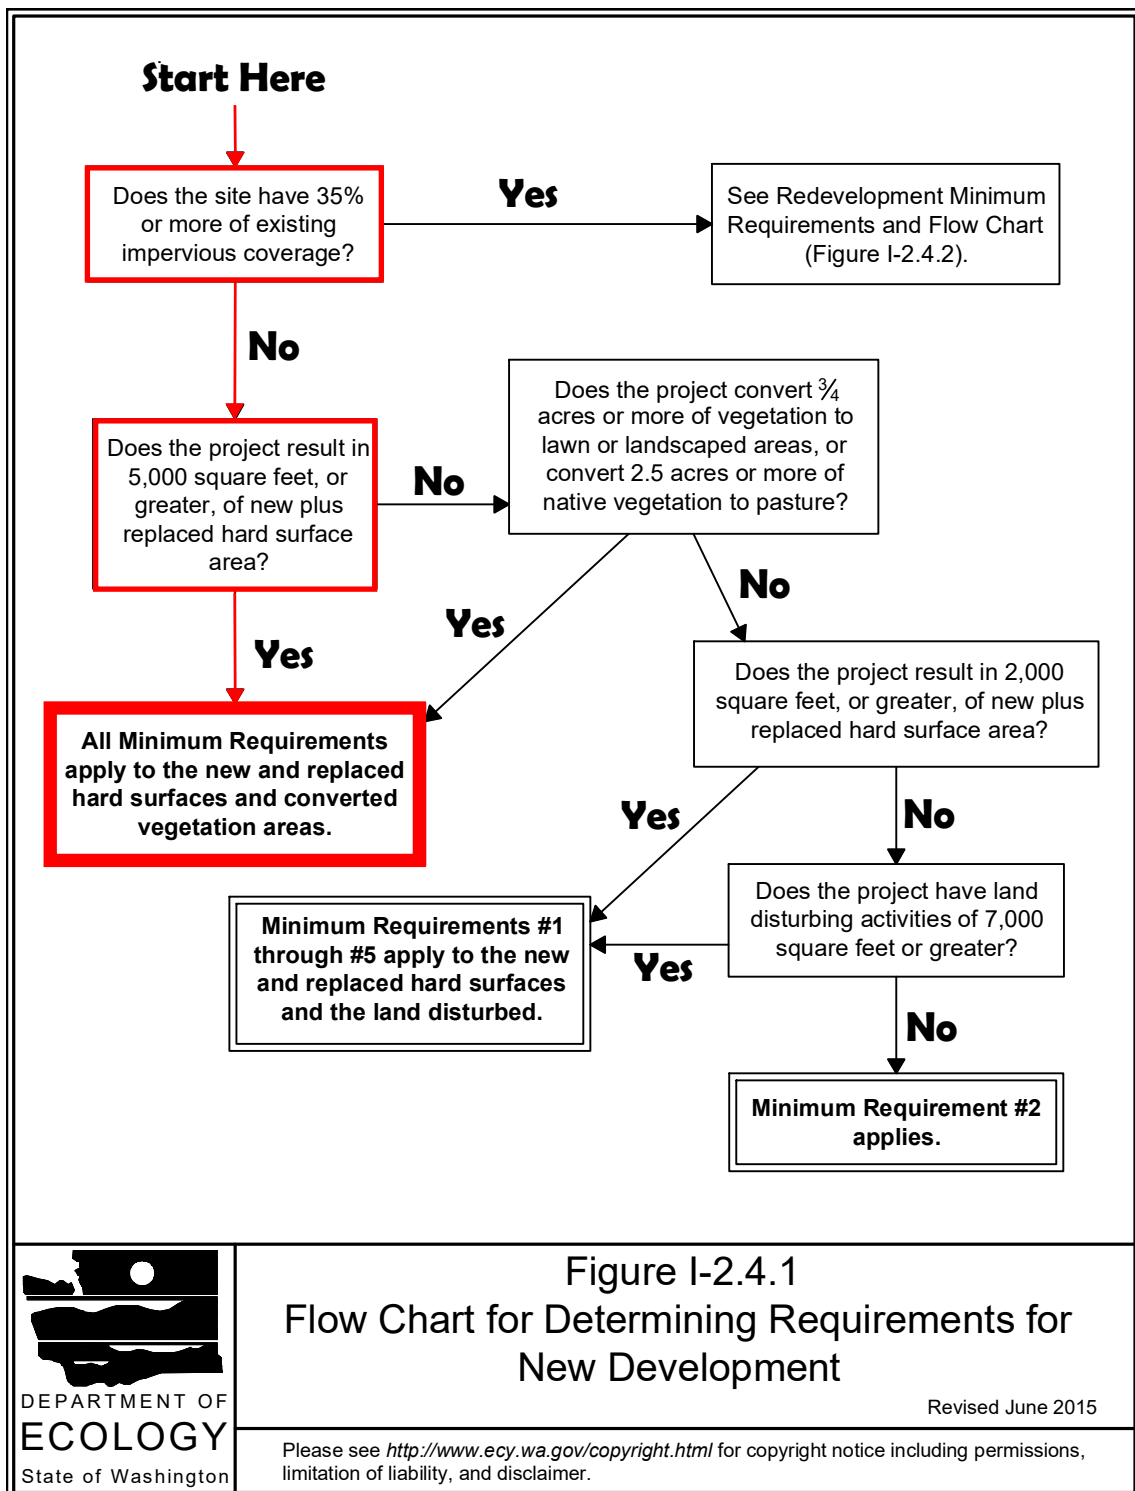 Start Here
Does the site have 35%
or more of existing
impervious coverage?
Yes
See Redevelopment Minimum
Requirements and Flow Chart
(Figure I-2.4.2).
No
Does the project result in
5,000 square feet, or
greater, of new plus
replaced hard surface
area?
No
Does the project convert ¾
acres or more of vegetation to
lawn or landscaped areas, or
convert 2.5 acres or more of
native vegetation to pasture?
Yes
Yes
No
All Minimum Requirements
apply to the new and replaced
hard surfaces and converted
vegetation areas.
Does the project result in 2,000
square feet, or greater, of new plus
replaced hard surface area?
Yes
No
Minimum Requirements #1
through #5 apply to the new
and replaced hard surfaces
and the land disturbed.
Yes
Does the project have land
disturbing activities of 7,000
square feet or greater?
No
Minimum Requirement #2
applies.
DEPARTMENT OF
ECOLOGY
State of Washington
Figure I-2.4.1
Flow Chart for Determining Requirements for
New Development
Revised June 2015
Please see http://www.ecy.wa.gov/copyright.html for copyright notice including permissions,
limitation of liability, and disclaimer.